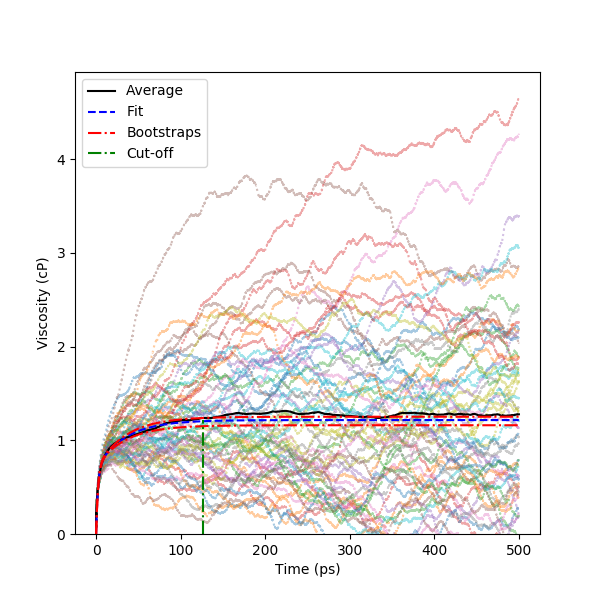 Average
Fit
Bootstraps
Cut-off
4
3
2
1
0
Viscosity (cP)
0 100 200 300 400 500
Time (ps)